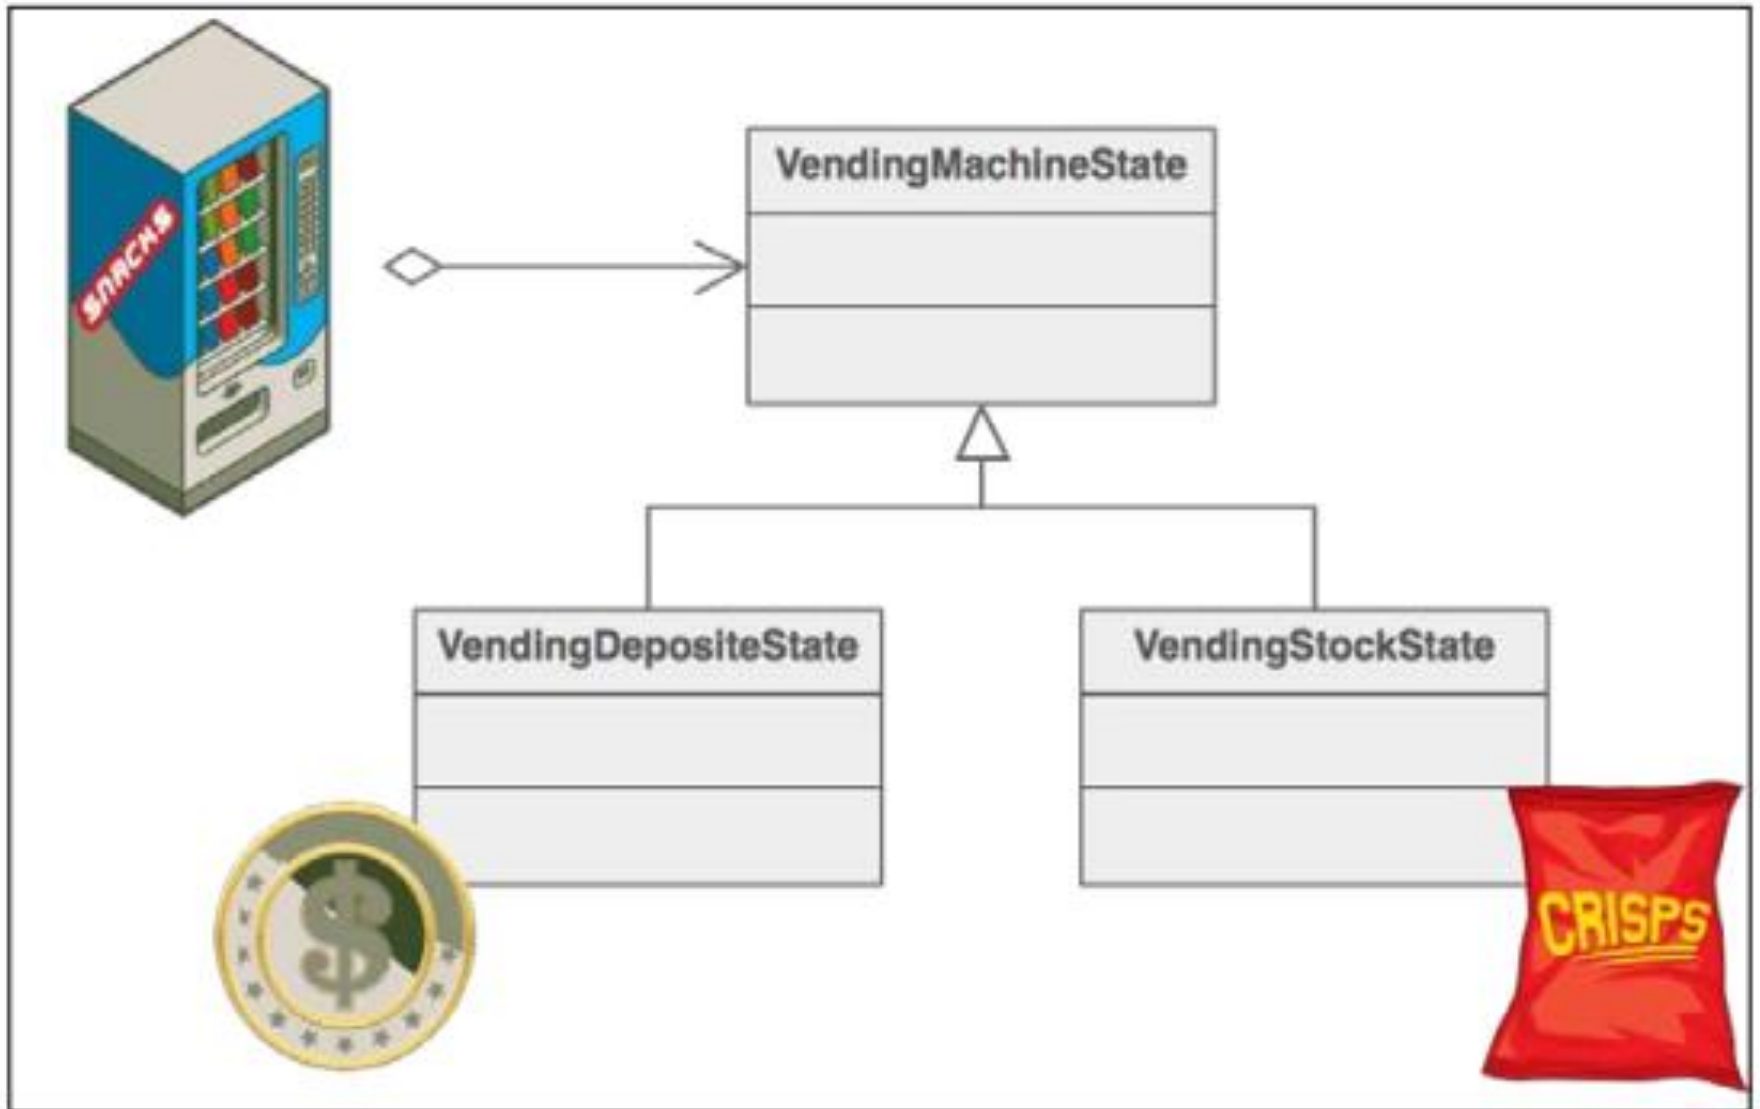 SNACKS
VendingMachineState
VendingDepositeState
VendingStockState
$
CRISPS